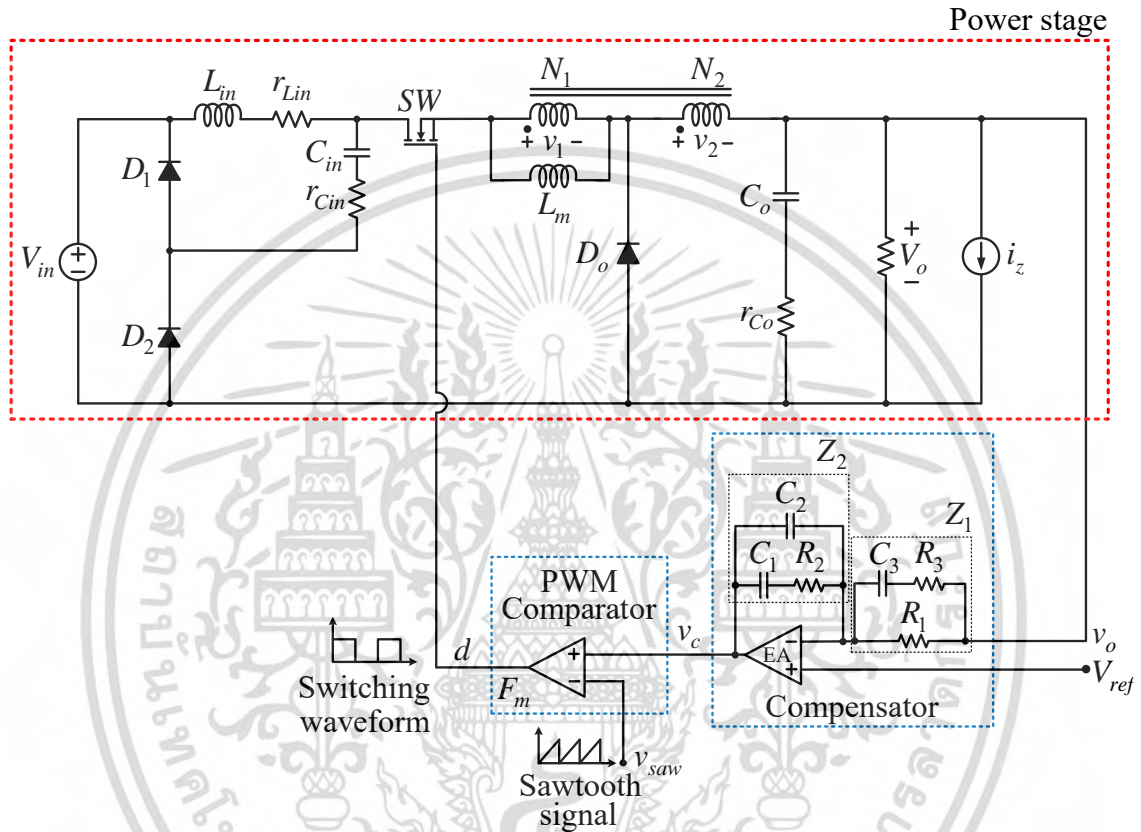 Power stage
L_in
r_Lin
SW
N_1
N_2
D_1
C_in
r_Cin
+ v_1 −
+ v_2 −
L_m
C_o
V_in
+
−
D_o
+
V_o
−
i_z
D_2
r_Co
Z_2
C_2
Z_1
C_1
R_2
C_3
R_3
PWM
Comparator
R_1
v_c
EA
−
+
v_o
V_ref
d
+
−
F_m
Switching
waveform
Compensator
v_saw
Sawtooth
signal